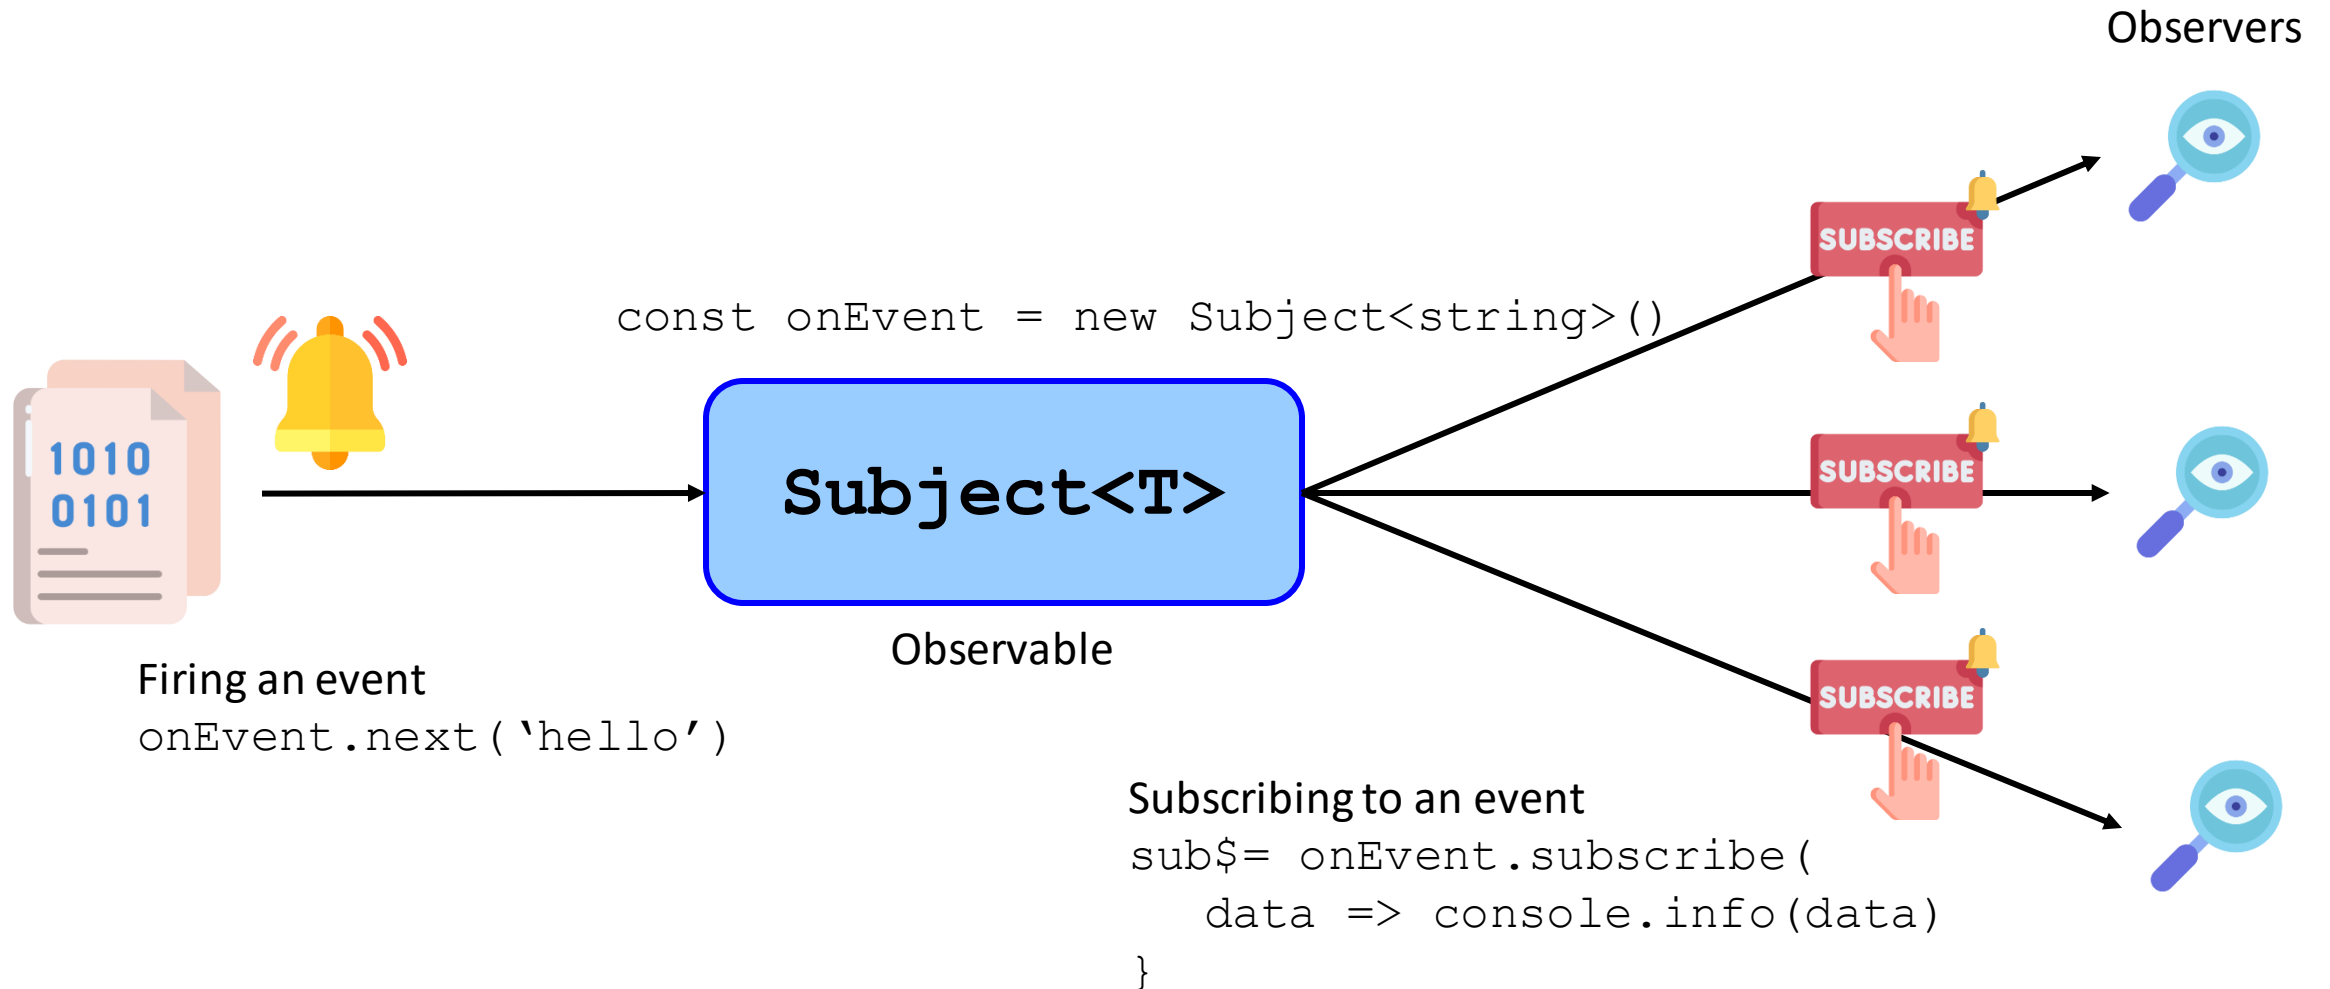 Observers
SUBSCRIBE
const onEvent = new Subject<string>()
1010
0101
SUBSCRIBE
Subject<T>
Observable
Firing an event
onEvent.next(‘hello’)
SUBSCRIBE
Subscribing to an event
sub$= onEvent.subscribe(
data => console.info(data)
}